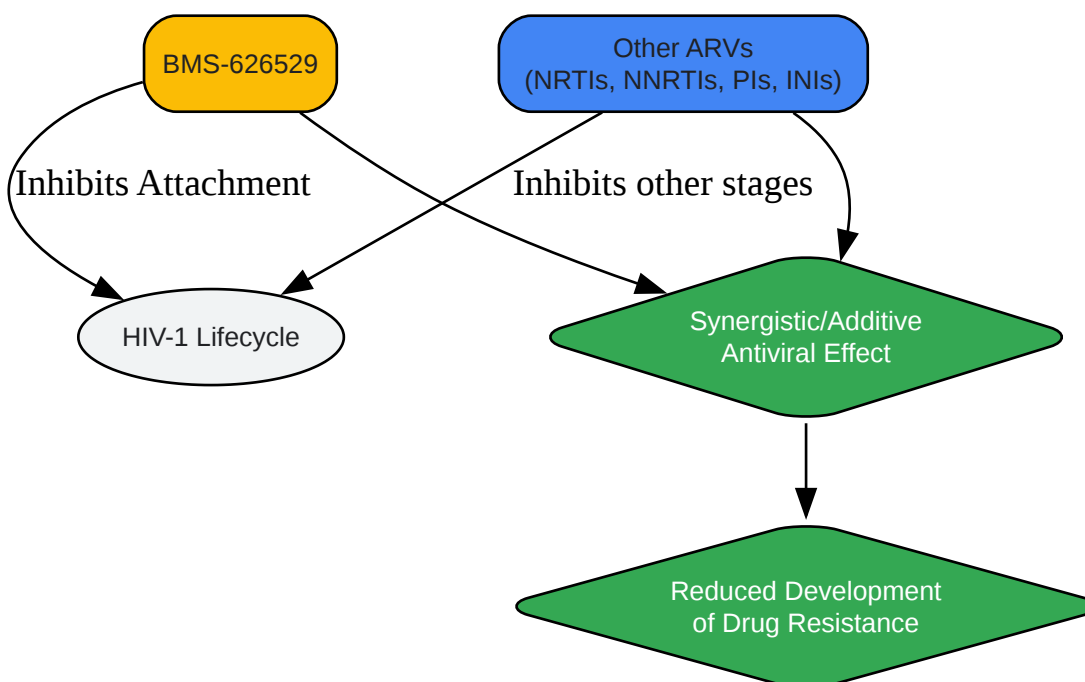 BMS-626529
Other ARVs
(NRTIs, NNRTIs, PIs, INIs)
Inhibits Attachment
Inhibits other stages
HIV-1 Lifecycle
Synergistic/Additive
Antiviral Effect
Reduced Development
of Drug Resistance